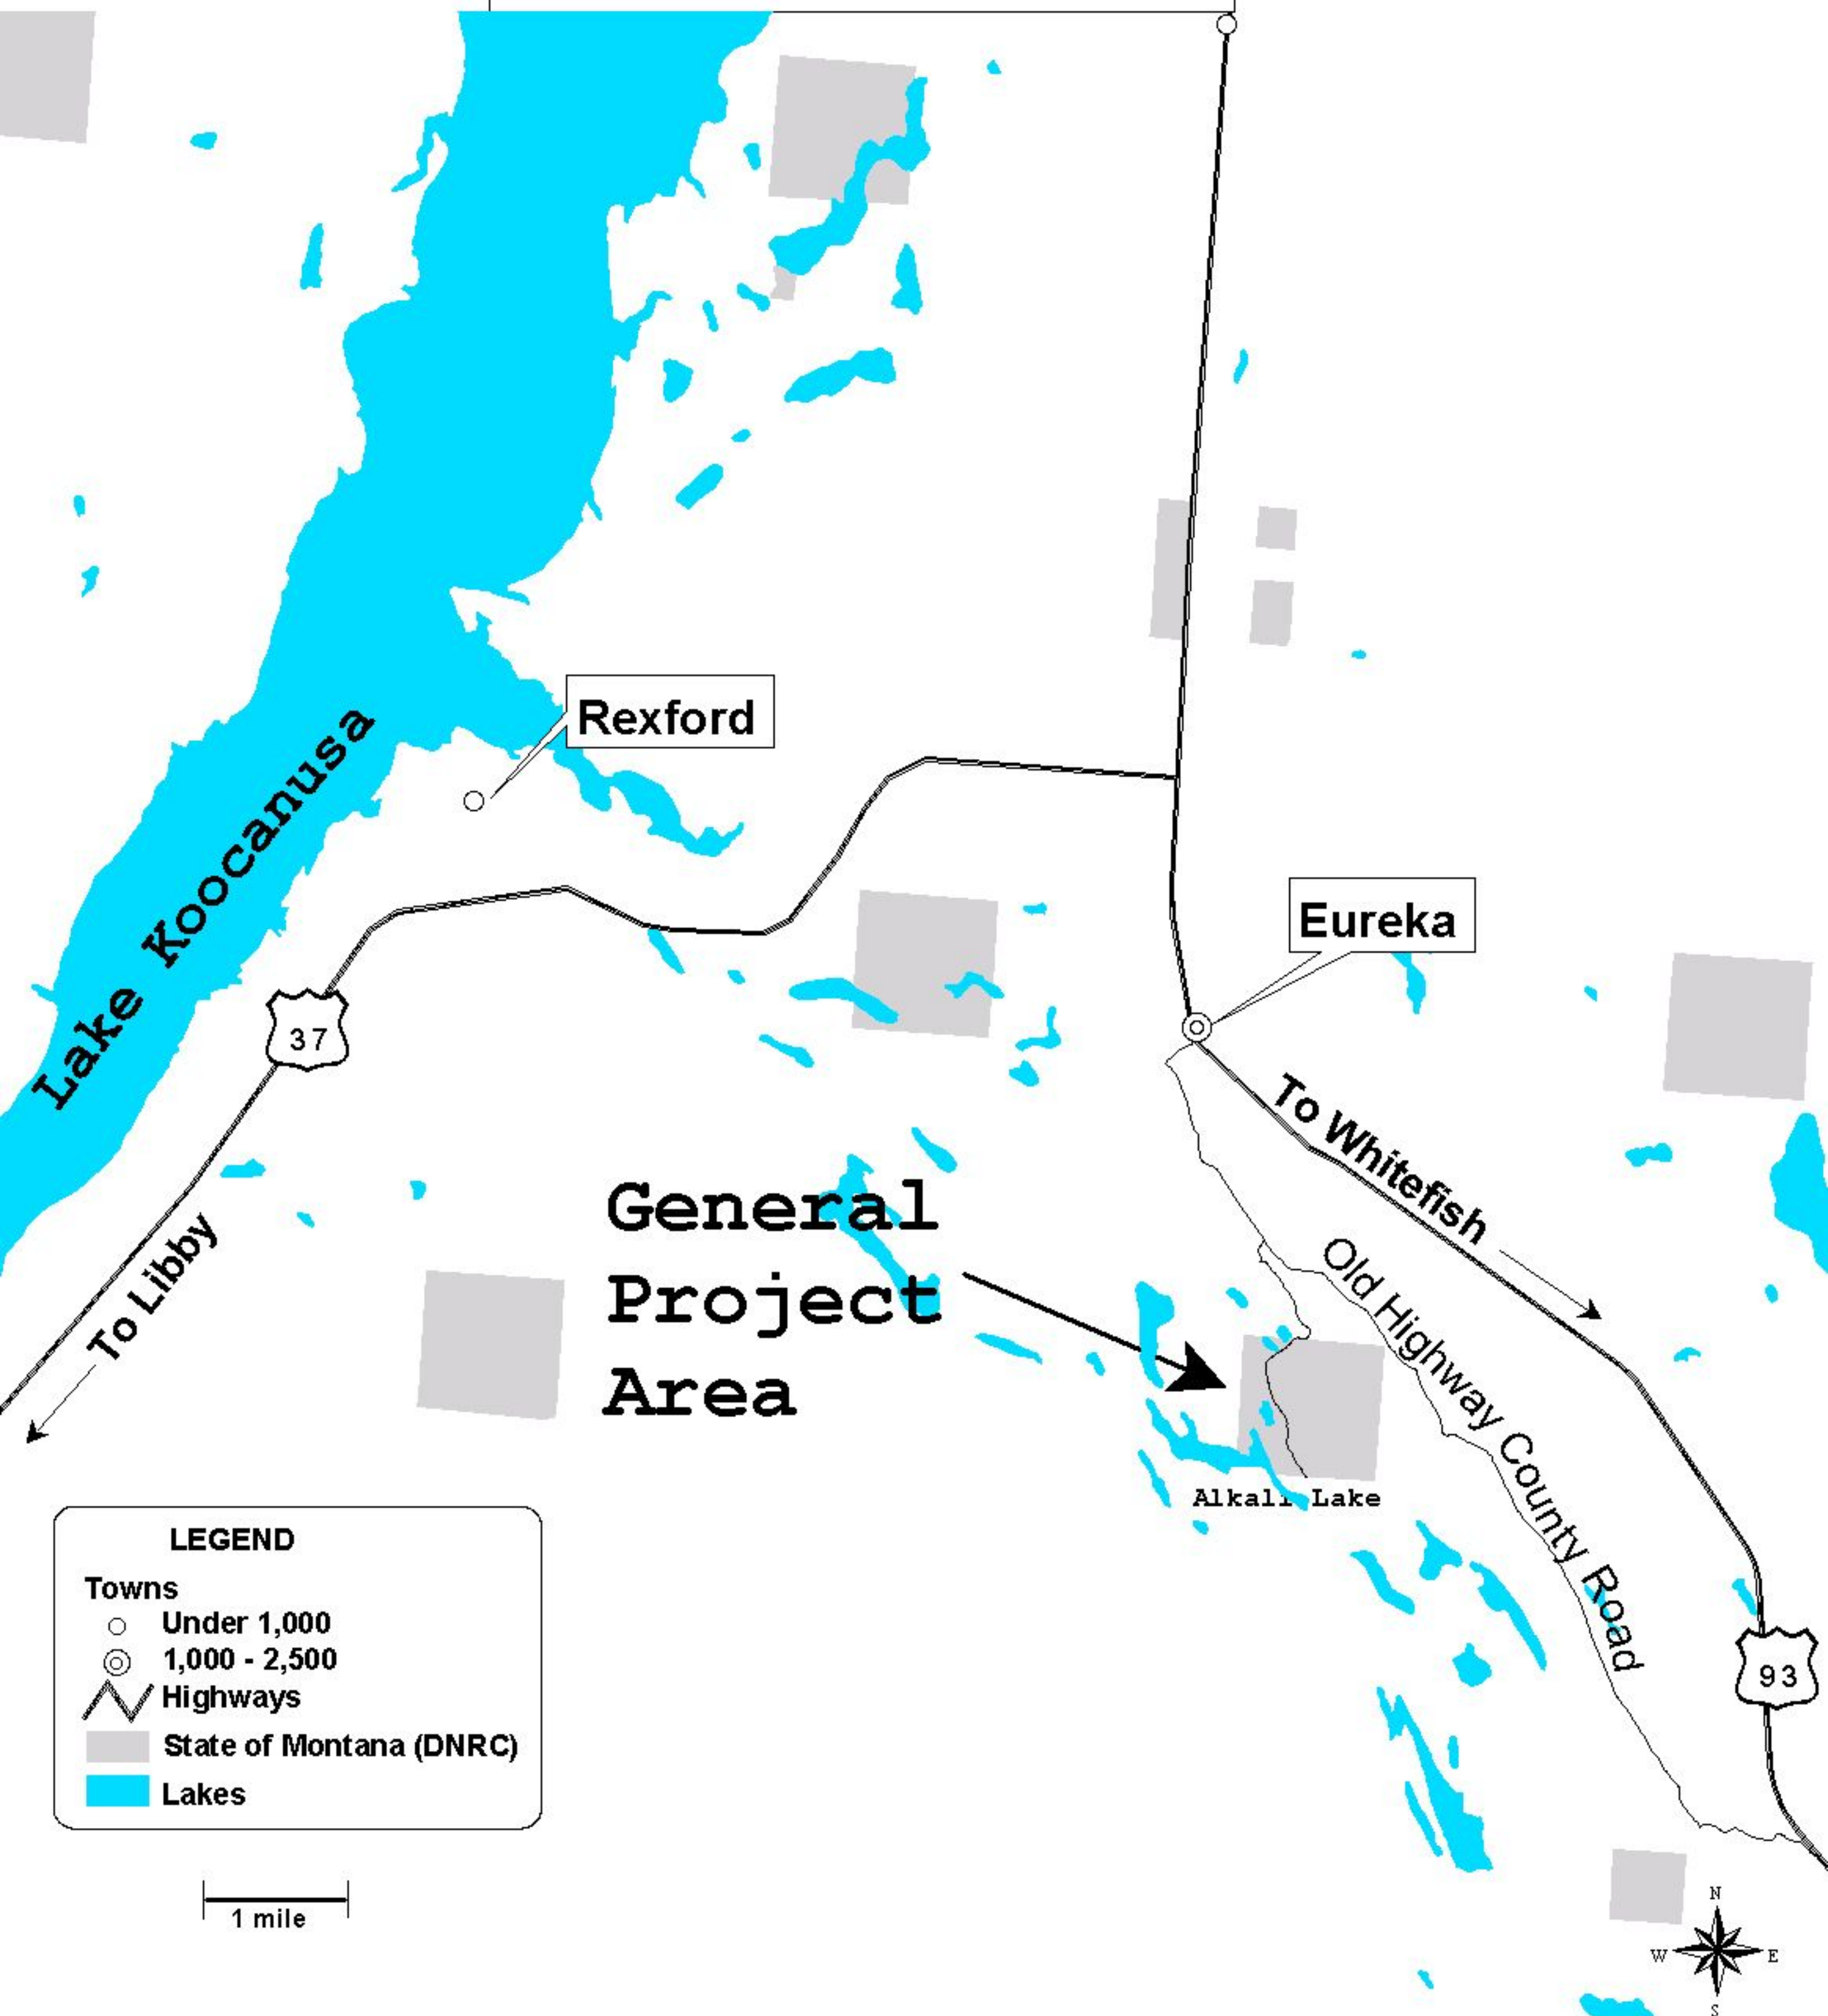 Rexford
Lake Koocanusa
Eureka
37
To Whitefish
General
Project
Area
To Libby
Old Highway County Road
Alkali Lake
LEGEND
Towns
Under 1,000
1,000 - 2,500
Highways
State of Montana (DNRC)
Lakes
93
1 mile
N
W E
S